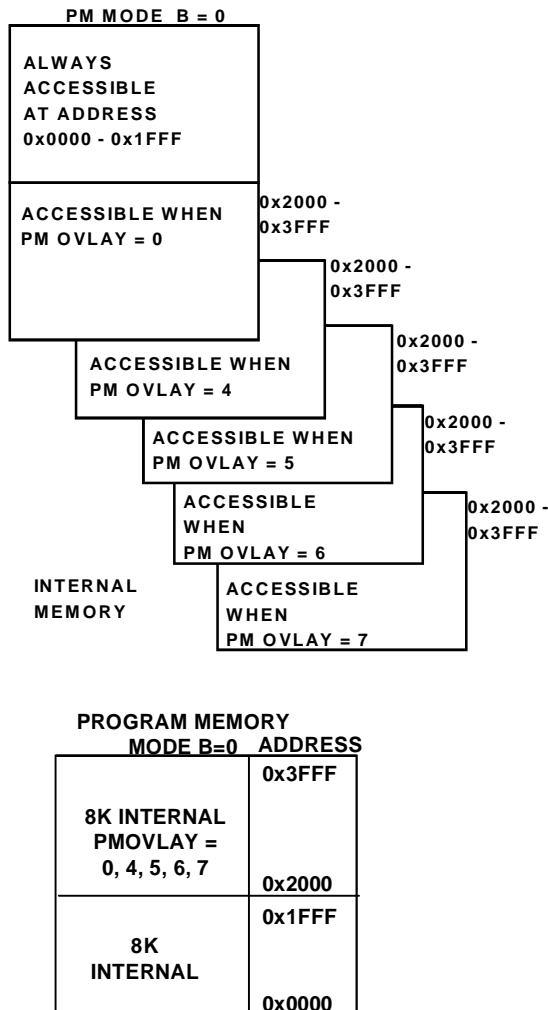 PM MODE B = 0
ALWAYS
ACCESSIBLE
AT ADDRESS
0x0000 - 0x1FFF
ACCESSIBLE WHEN
PM OVLAY = 0
0x2000 -
0x3FFF
0x2000 -
0x3FFF
ACCESSIBLE WHEN
PM OVLAY = 4
0x2000 -
0x3FFF
ACCESSIBLE WHEN
PM OVLAY = 5
0x2000 -
0x3FFF
ACCESSIBLE
WHEN
PM OVLAY = 6
0x2000 -
0x3FFF
INTERNAL
MEMORY
ACCESSIBLE
WHEN
PM OVLAY = 7
PROGRAM MEMORY
MODE B=0 ADDRESS
0x3FFF
8K INTERNAL
PMOVLAY =
0, 4, 5, 6, 7
0x2000
0x1FFF
8K
INTERNAL
0x0000